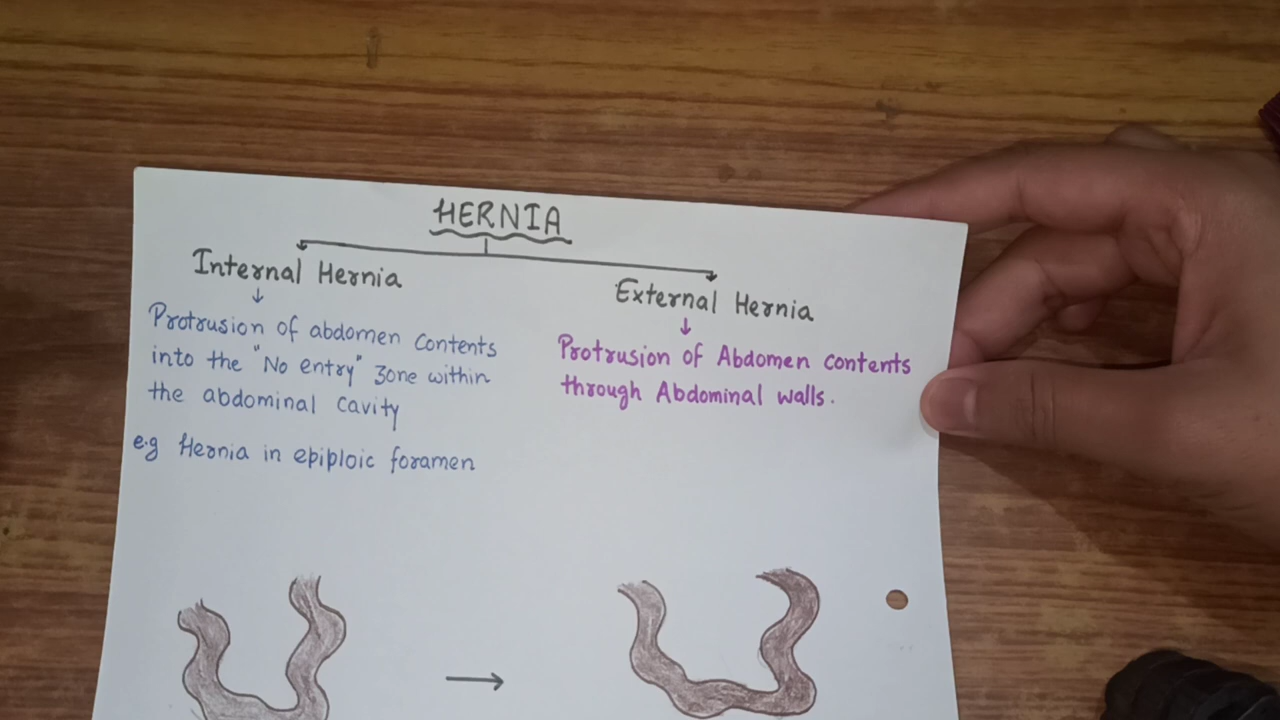 HERNIA
Internal Hernia
Protrusion of abdomen contents
into the "No entry" zone within
the abdominal cavity
e.g Hernia in epiploic foramen
External Hernia
Protrusion of Abdomen contents
through Abdominal walls.